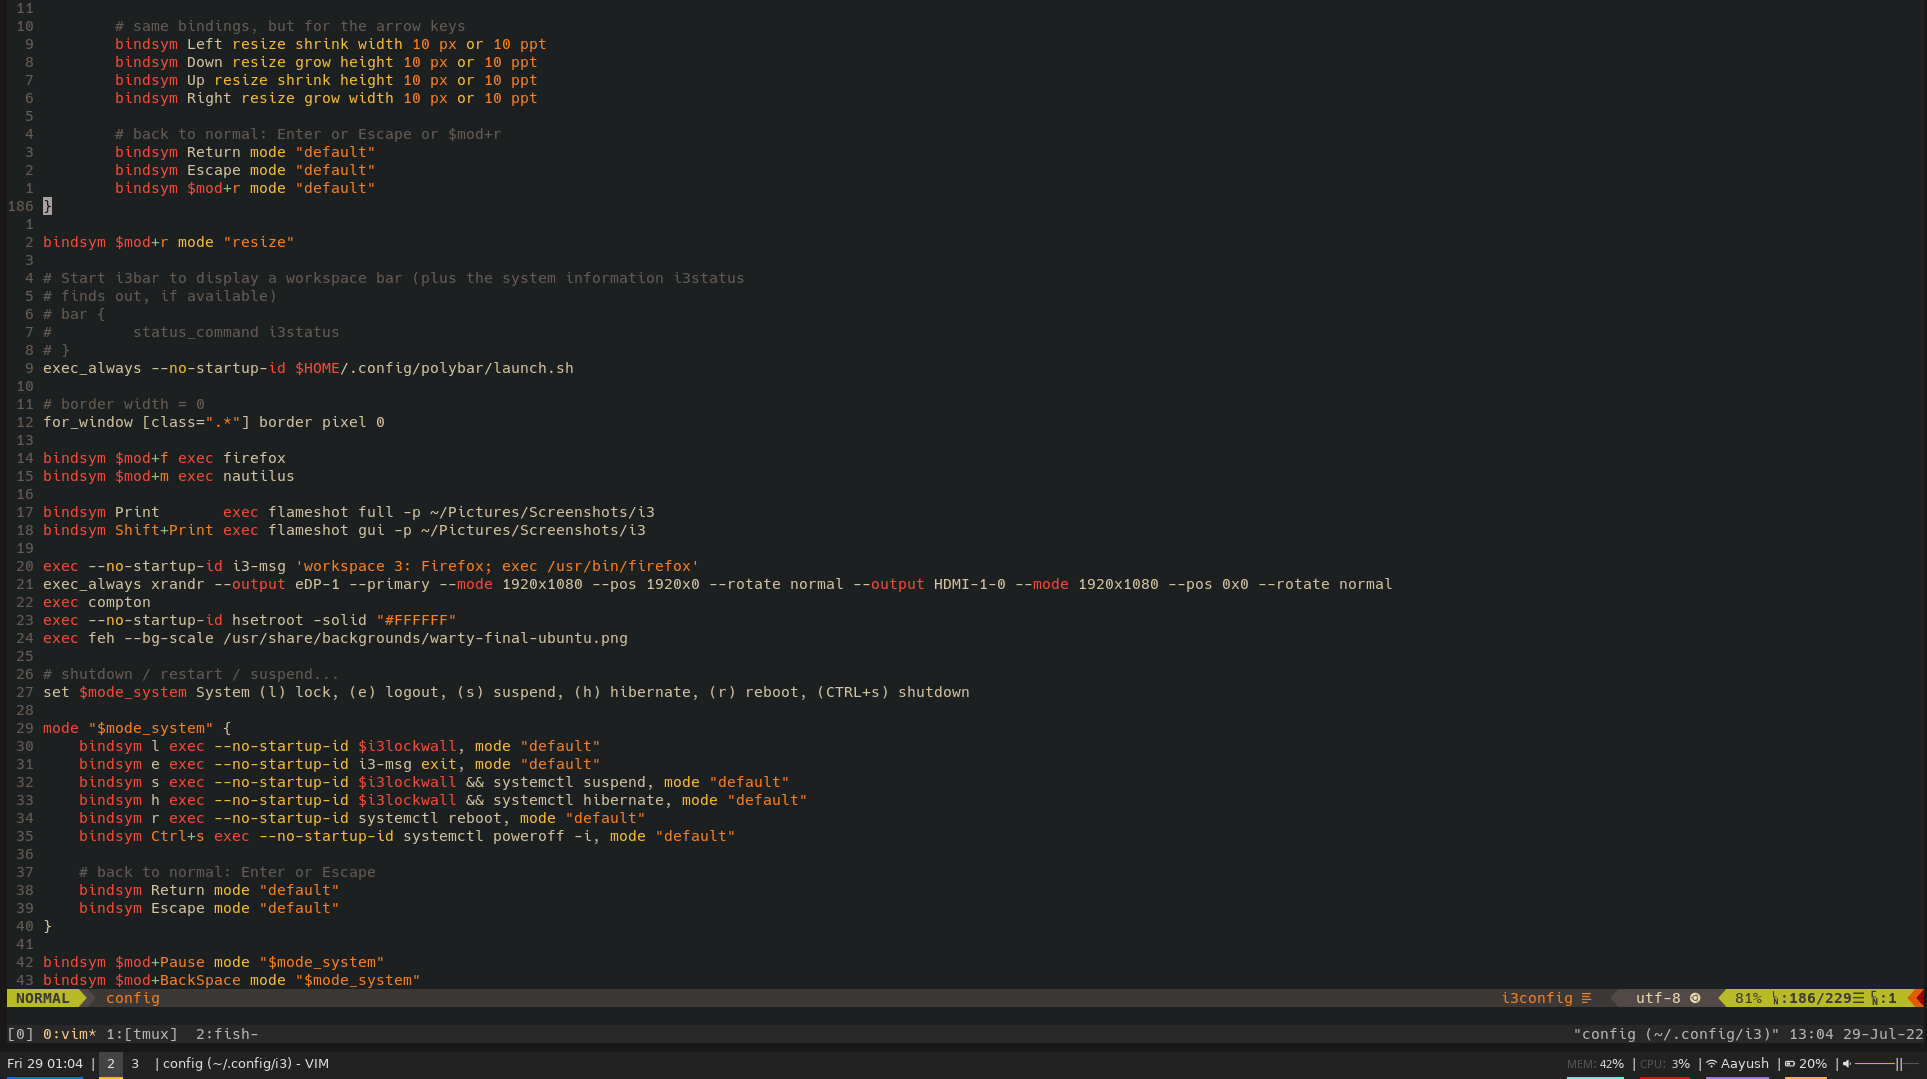 11
10         # same bindings, but for the arrow keys
9         bindsym Left resize shrink width 10 px or 10 ppt
8         bindsym Down resize grow height 10 px or 10 ppt
7         bindsym Up resize shrink height 10 px or 10 ppt
6         bindsym Right resize grow width 10 px or 10 ppt
5
4         # back to normal: Enter or Escape or $mod+r
3         bindsym Return mode "default"
2         bindsym Escape mode "default"
1         bindsym $mod+r mode "default"
186 }
1
2 bindsym $mod+r mode "resize"
3
4 # Start i3bar to display a workspace bar (plus the system information i3status
5 # finds out, if available)
6 # bar {
7 #         status_command i3status
8 # }
9 exec_always --no-startup-id $HOME/.config/polybar/launch.sh
10
11 # border width = 0
12 for_window [class=".*"] border pixel 0
13
14 bindsym $mod+f exec firefox
15 bindsym $mod+m exec nautilus
16
17 bindsym Print       exec flameshot full -p ~/Pictures/Screenshots/i3
18 bindsym Shift+Print exec flameshot gui -p ~/Pictures/Screenshots/i3
19
20 exec --no-startup-id i3-msg 'workspace 3: Firefox; exec /usr/bin/firefox'
21 exec_always xrandr --output eDP-1 --primary --mode 1920x1080 --pos 1920x0 --rotate normal --output HDMI-1-0 --mode 1920x1080 --pos 0x0 --rotate normal
22 exec compton
23 exec --no-startup-id hsetroot -solid "#FFFFFF"
24 exec feh --bg-scale /usr/share/backgrounds/warty-final-ubuntu.png
25
26 # shutdown / restart / suspend...
27 set $mode_system System (l) lock, (e) logout, (s) suspend, (h) hibernate, (r) reboot, (CTRL+s) shutdown
28
29 mode "$mode_system" {
30     bindsym l exec --no-startup-id $i3lockwall, mode "default"
31     bindsym e exec --no-startup-id i3-msg exit, mode "default"
32     bindsym s exec --no-startup-id $i3lockwall && systemctl suspend, mode "default"
33     bindsym h exec --no-startup-id $i3lockwall && systemctl hibernate, mode "default"
34     bindsym r exec --no-startup-id systemctl reboot, mode "default"
35     bindsym Ctrl+s exec --no-startup-id systemctl poweroff -i, mode "default"
36
37     # back to normal: Enter or Escape
38     bindsym Return mode "default"
39     bindsym Escape mode "default"
40 }
41
42 bindsym $mod+Pause mode "$mode_system"
43 bindsym $mod+BackSpace mode "$mode_system"
NORMAL config i3config utf-8 81% :186/229 :1
[0] 0:vim* 1:[tmux]  2:fish- "config (~/.config/i3)" 13:04 29-Jul-22
Fri 29 01:04 | 2 3 | config (~/.config/i3) - VIM MEM: 42% | CPU: 3% | Aayush | 20% |